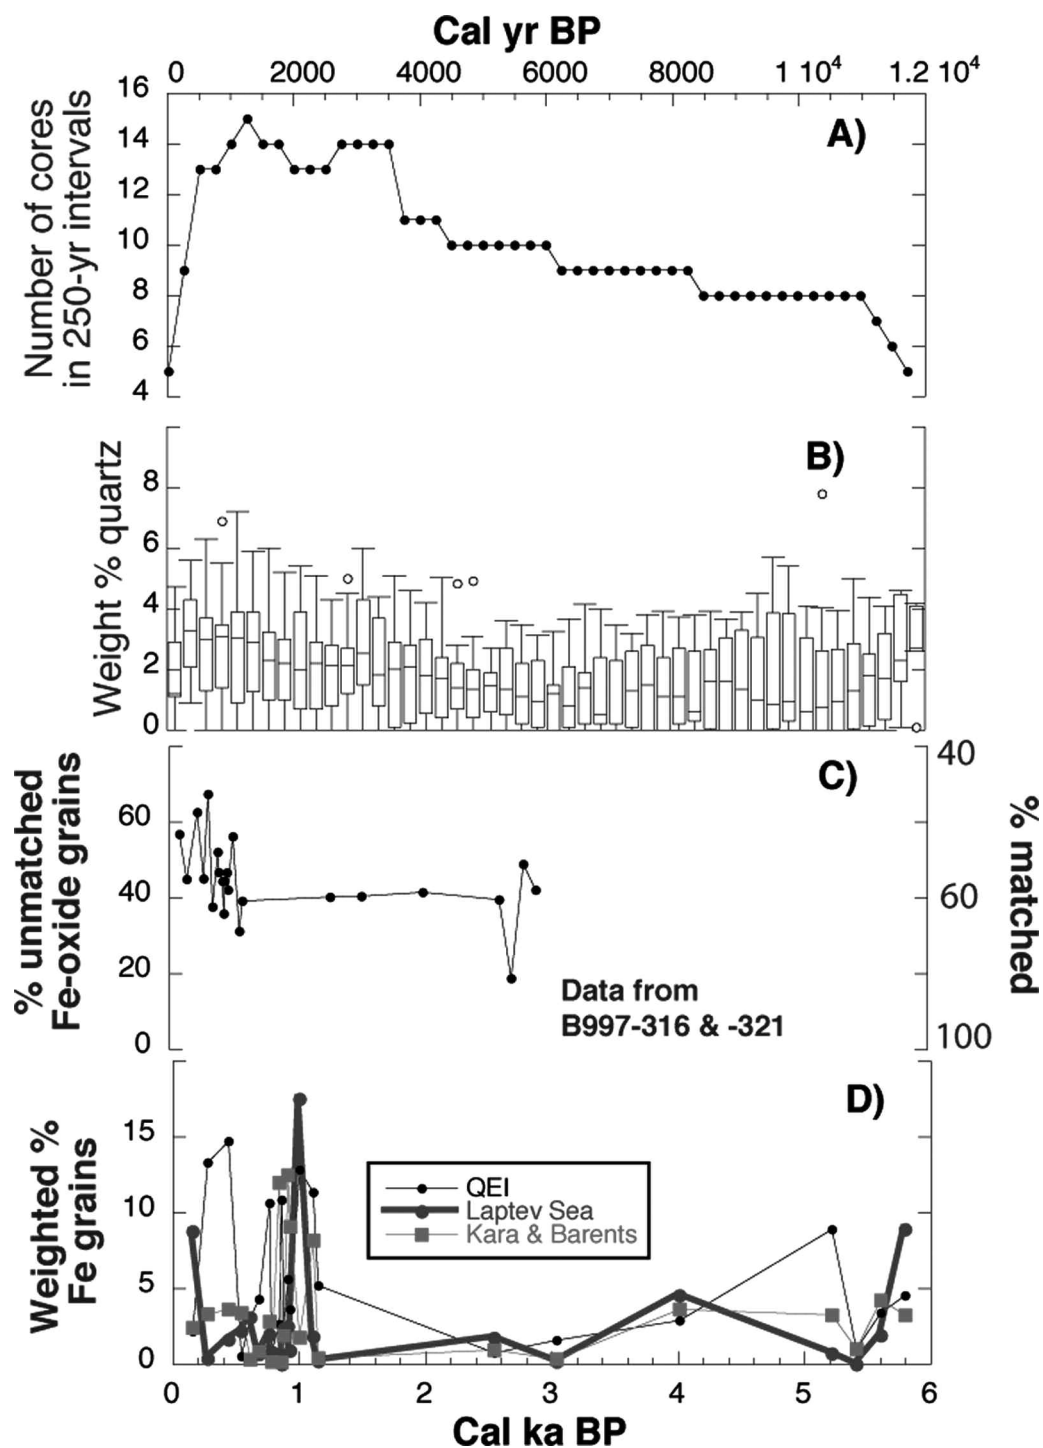 Cal yr BP
0 2000 4000 6000 8000 1 10⁴ 1.2 10⁴
Number of cores
in 250-yr intervals
16
14
12
10
8
6
4
A)
Weight % quartz
8
6
4
2
0
B)
% unmatched
Fe-oxide grains
60
40
20
0
C)
Data from
B997-316 & -321
40
60
100
% matched
Weighted %
Fe grains
15
10
5
0
D)
QEI
Laptev Sea
Kara & Barents
0 1 2 3 4 5 6
Cal ka BP